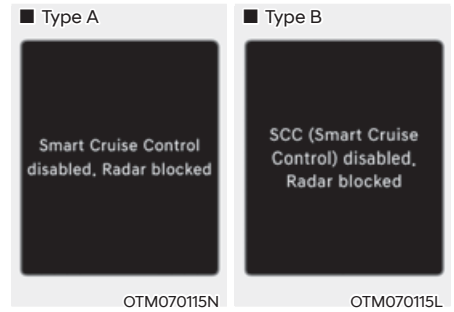 ■ Type A
Smart Cruise Control
disabled. Radar blocked
OTM070115N
■ Type B
SCC (Smart Cruise
Control) disabled.
Radar blocked
OTM070115L